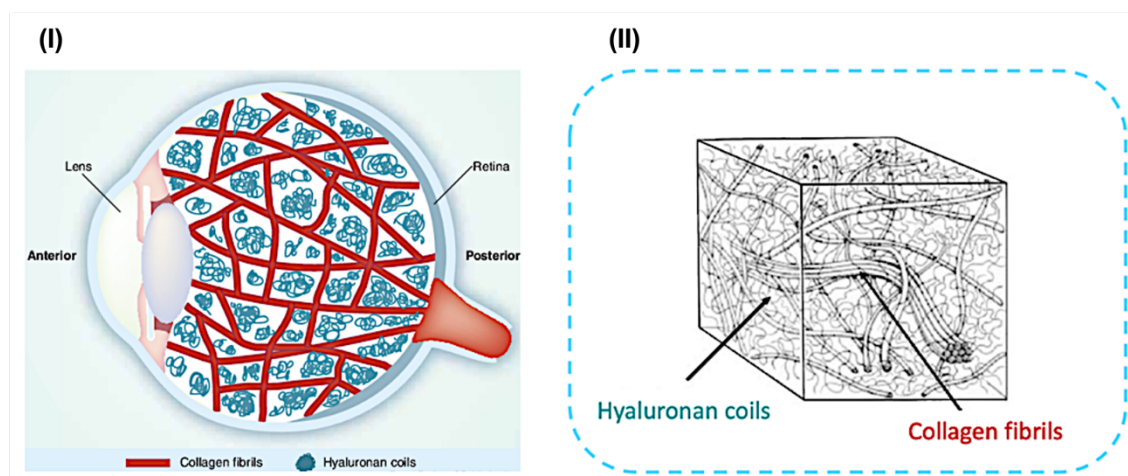 (I)
(II)
Lens
Retina
Anterior
Posterior
Hyaluronan coils
Collagen fibrils
Collagen fibrils
Hyaluronan coils